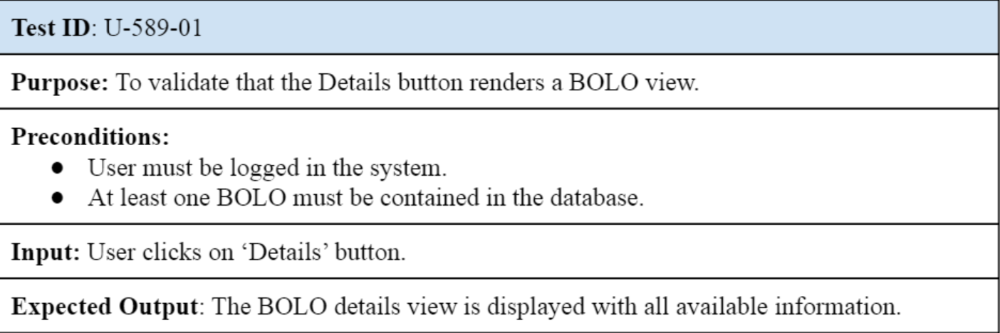 Test ID: U-589-01
Purpose: To validate that the Details button renders a BOLO view.
Preconditions:
● User must be logged in the system.
● At least one BOLO must be contained in the database.
Input: User clicks on ‘Details’ button.
Expected Output: The BOLO details view is displayed with all available information.